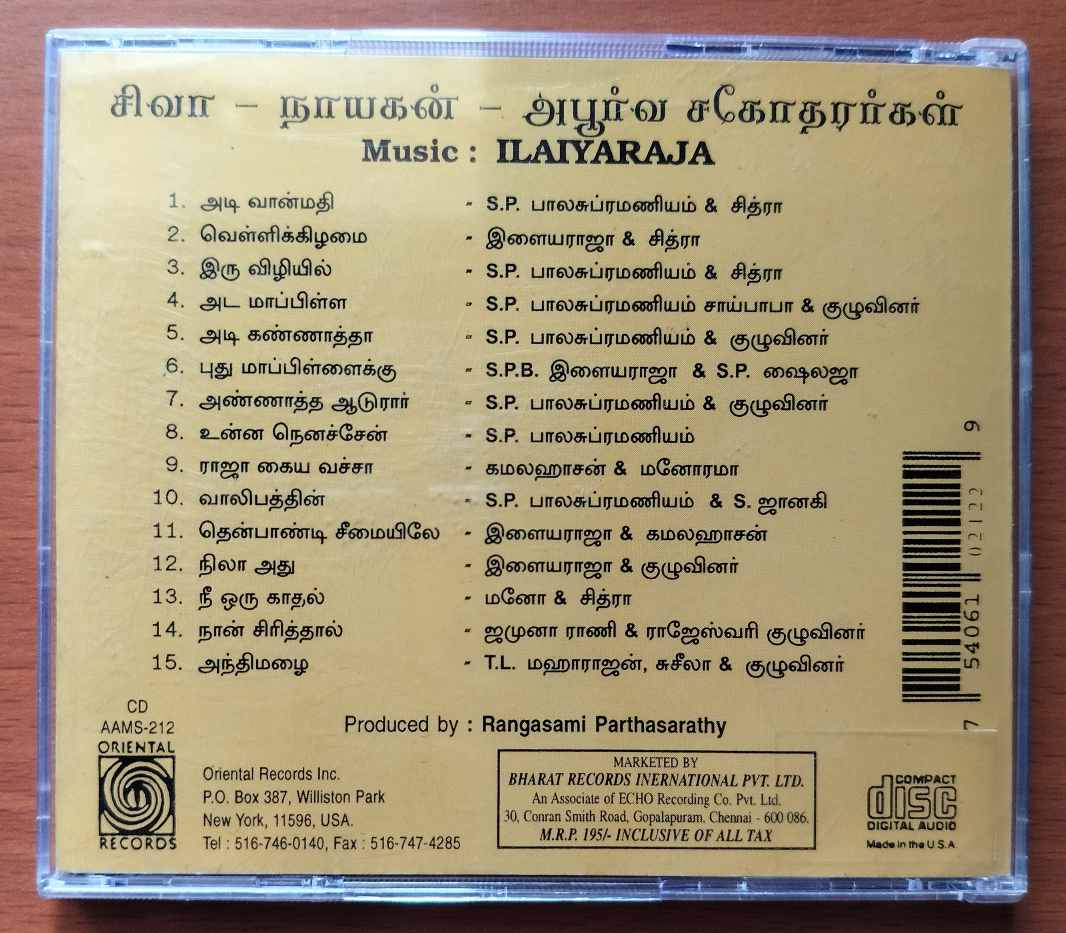 சிவா – நாயகன் – அபூர்வ சகோதரர்கள்
Music : ILAIYARAJA
1. அடி வான்மதி - S.P. பாலசுப்ரமணியம் & சித்ரா
2. வெள்ளிக்கிழமை - இளையராஜா & சித்ரா
3. இரு விழியில் - S.P. பாலசுப்ரமணியம் & சித்ரா
4. அட மாப்பிள்ள - S.P. பாலசுப்ரமணியம் சாய்பாபா & குழுவினர்
5. அடி கண்ணாத்தா - S.P. பாலசுப்ரமணியம் & குழுவினர்
6. புது மாப்பிள்ளைக்கு - S.P.B. இளையராஜா & S.P. ஷைலஜா
7. அண்ணாத்த ஆடுரார் - S.P. பாலசுப்ரமணியம் & குழுவினர்
8. உன்ன நெனச்சேன் - S.P. பாலசுப்ரமணியம்
9. ராஜா கைய வச்சா - கமலஹாசன் & மனோரமா
10. வாலிபத்தின் - S.P. பாலசுப்ரமணியம் & S. ஜானகி
11. தென்பாண்டி சீமையிலே - இளையராஜா & கமலஹாசன்
12. நிலா அது - இளையராஜா & குழுவினர்
13. நீ ஒரு காதல் - மனோ & சித்ரா
14. நான் சிரித்தால் - ஜமுனா ராணி & ராஜேஸ்வரி குழுவினர்
15. அந்திமழை - T.L. மஹாராஜன், சுசீலா & குழுவினர்
7 54061 02122 9
CD
AAMS-212
ORIENTAL
RECORDS
Produced by : Rangasami Parthasarathy
Oriental Records Inc.
P.O. Box 387, Williston Park
New York, 11596, USA.
Tel : 516-746-0140, Fax : 516-747-4285
MARKETED BY
BHARAT RECORDS INERNATIONAL PVT. LTD.
An Associate of ECHO Recording Co. Pvt. Ltd.
30, Conran Smith Road, Gopalapuram, Chennai - 600 086.
M.R.P. 195/- INCLUSIVE OF ALL TAX
COMPACT
disc
DIGITAL AUDIO
Made in the U S A